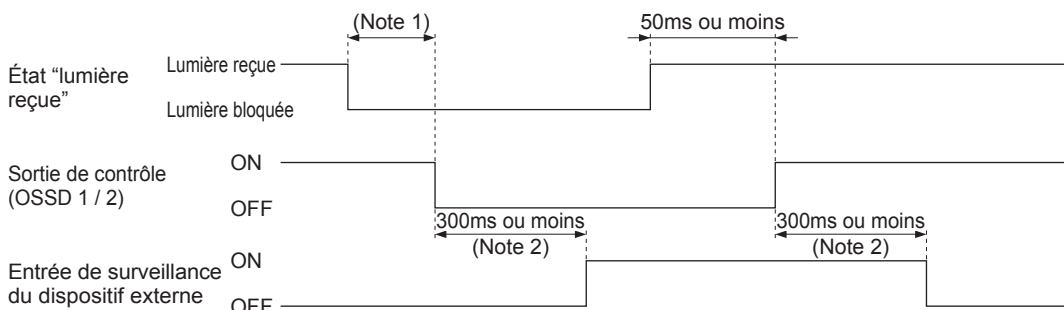 (Note 1)
50ms ou moins
État “lumière
reçue”
Lumière reçue
Lumière bloquée
Sortie de contrôle
(OSSD 1 / 2)
ON
OFF
300ms ou moins
(Note 2)
300ms ou moins
(Note 2)
Entrée de surveillance
du dispositif externe
ON
OFF